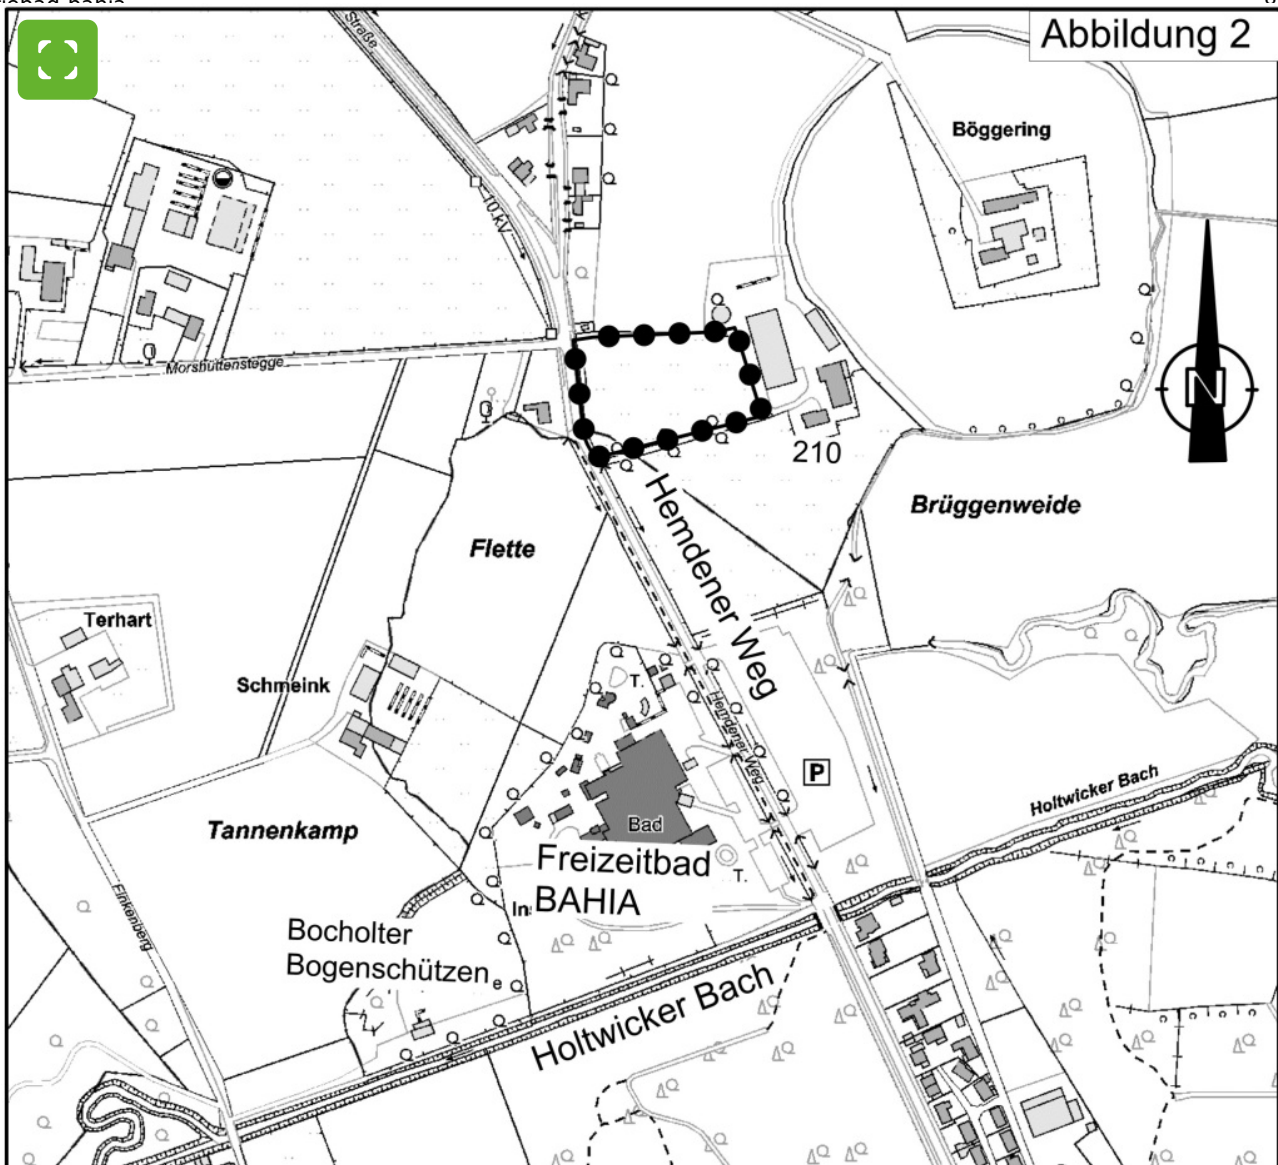 Abbildung 2
Straße
Böggering
10 kV
N
Morshüttenstegge
210
Hemdener Weg
Brüggenweide
Flette
Terhart
Schmeink
T.
Hemdener Weg
P
Holtwicker Bach
Tannenkamp
Bad
Freizeitbad
BAHIA
T.
Finkenberg
Bocholter
Bogenschützen
Holtwicker Bach